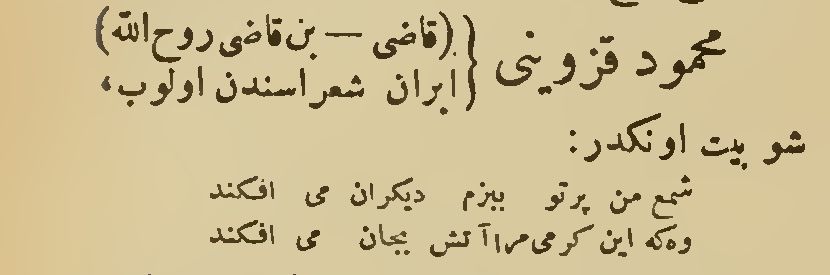 محمود قزوینی
(قاضی — بن قاضی روح الله)
ایران شعراسندن اولوب،
شو بیت اونکدر:
شمع من پرتو ببزم دیکران می افکند
وه که این کرمی مرا آتش بجان می افکند